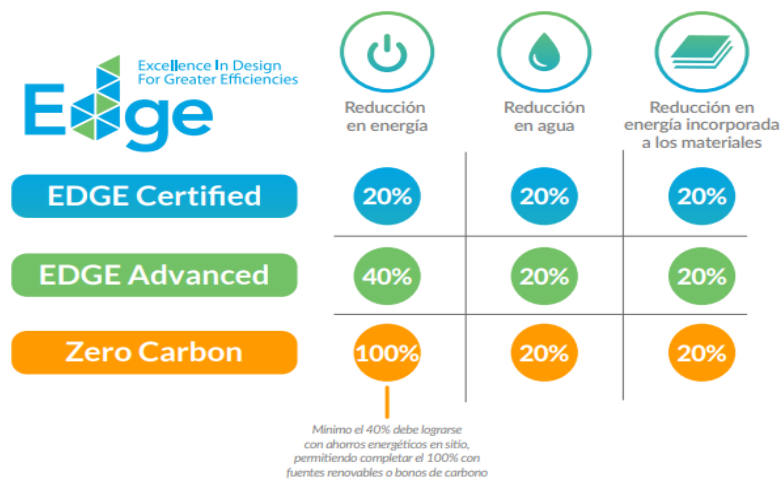 Excellence In Design
For Greater Efficiencies
Edge
Reducción
en energía
Reducción
en agua
Reducción en
energía incorporada
a los materiales
EDGE Certified
20%
20%
20%
EDGE Advanced
40%
20%
20%
Zero Carbon
100%
20%
20%
Mínimo el 40% debe lograrse
con ahorros energéticos en sitio,
permitiendo completar el 100% con
fuentes renovables o bonos de carbono